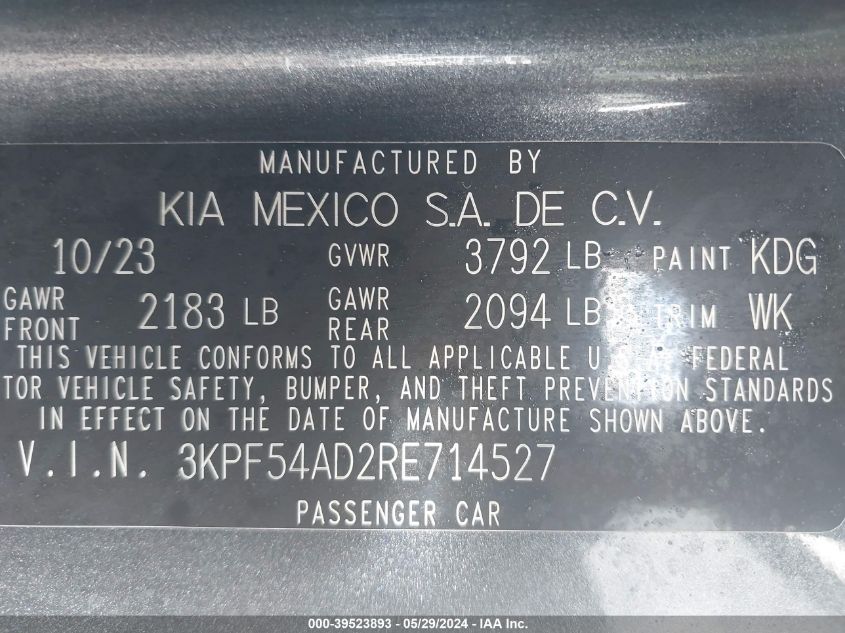 MANUFACTURED BY
KIA MEXICO S.A. DE C.V.
10/23 GVWR 3792 LB PAINT KDG
GAWR FRONT 2183 LB GAWR REAR 2094 LB TRIM WK
THIS VEHICLE CONFORMS TO ALL APPLICABLE U.S.A. FEDERAL
TOR VEHICLE SAFETY, BUMPER, AND THEFT PREVENTION STANDARDS
IN EFFECT ON THE DATE OF MANUFACTURE SHOWN ABOVE.
V.I.N. 3KPF54AD2RE714527
PASSENGER CAR
000-39523893 - 05/29/2024 - IAA Inc.